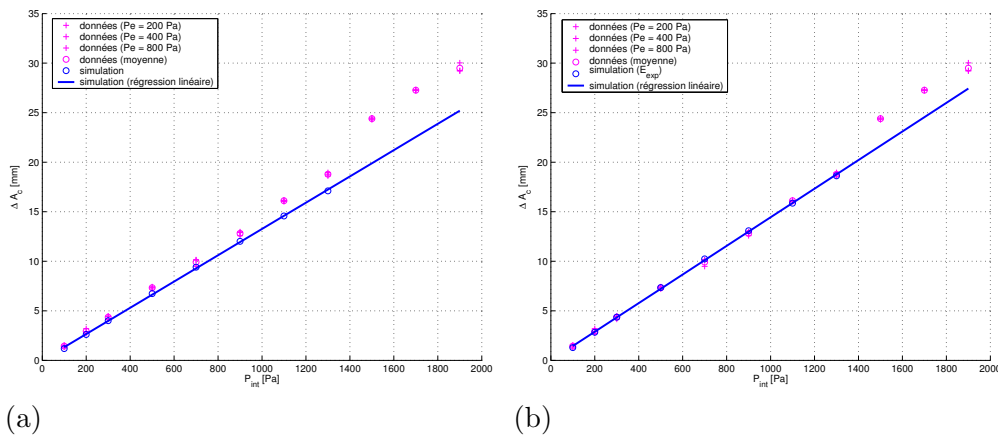 données (Pe = 200 Pa)
données (Pe = 400 Pa)
données (Pe = 800 Pa)
données (moyenne)
simulation
simulation (régression linéaire)
35
30
25
20
15
10
5
0
Δ A_c [mm]
0 200 400 600 800 1000 1200 1400 1600 1800 2000
P_int [Pa]
(a)
données (Pe = 200 Pa)
données (Pe = 400 Pa)
données (Pe = 800 Pa)
données (moyenne)
simulation (E_exp)
simulation (régression linéaire)
35
30
25
20
15
10
5
0
Δ A_c [mm]
0 200 400 600 800 1000 1200 1400 1600 1800 2000
P_int [Pa]
(b)